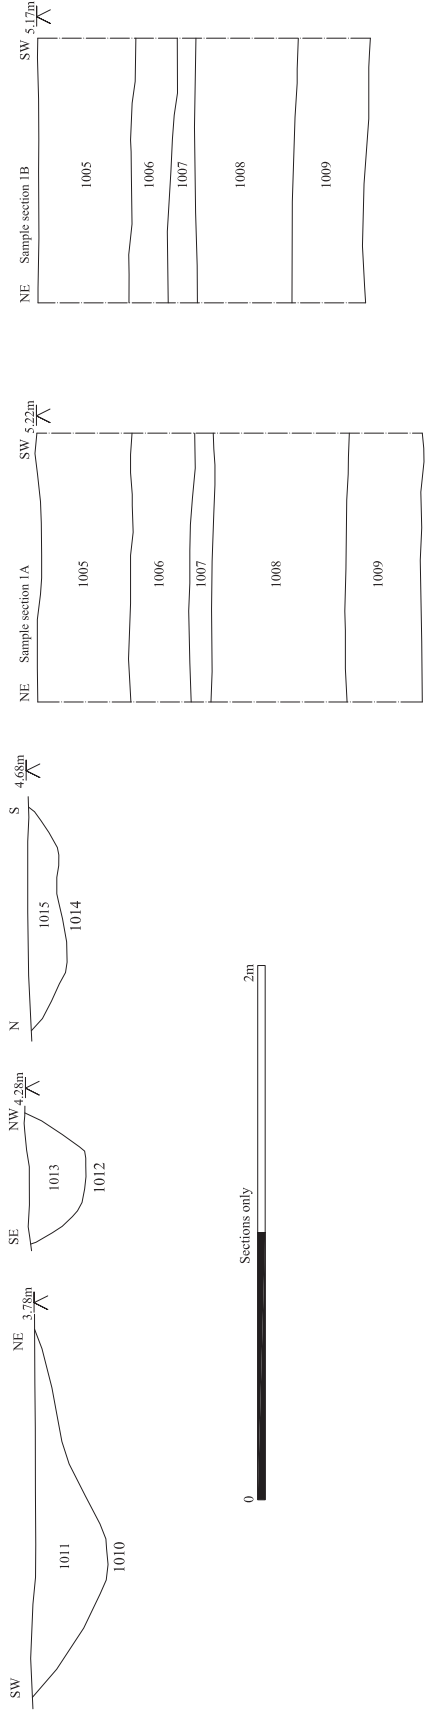 SW
NE
3.78m
1011
1010
SE
NW
4.28m
1013
1012
N
S
4.68m
1015
1014
NE
Sample section 1A
SW
5.22m
1005
1006
1007
1008
1009
NE
Sample section 1B
SW
5.17m
1005
1006
1007
1008
1009
0
Sections only
2m